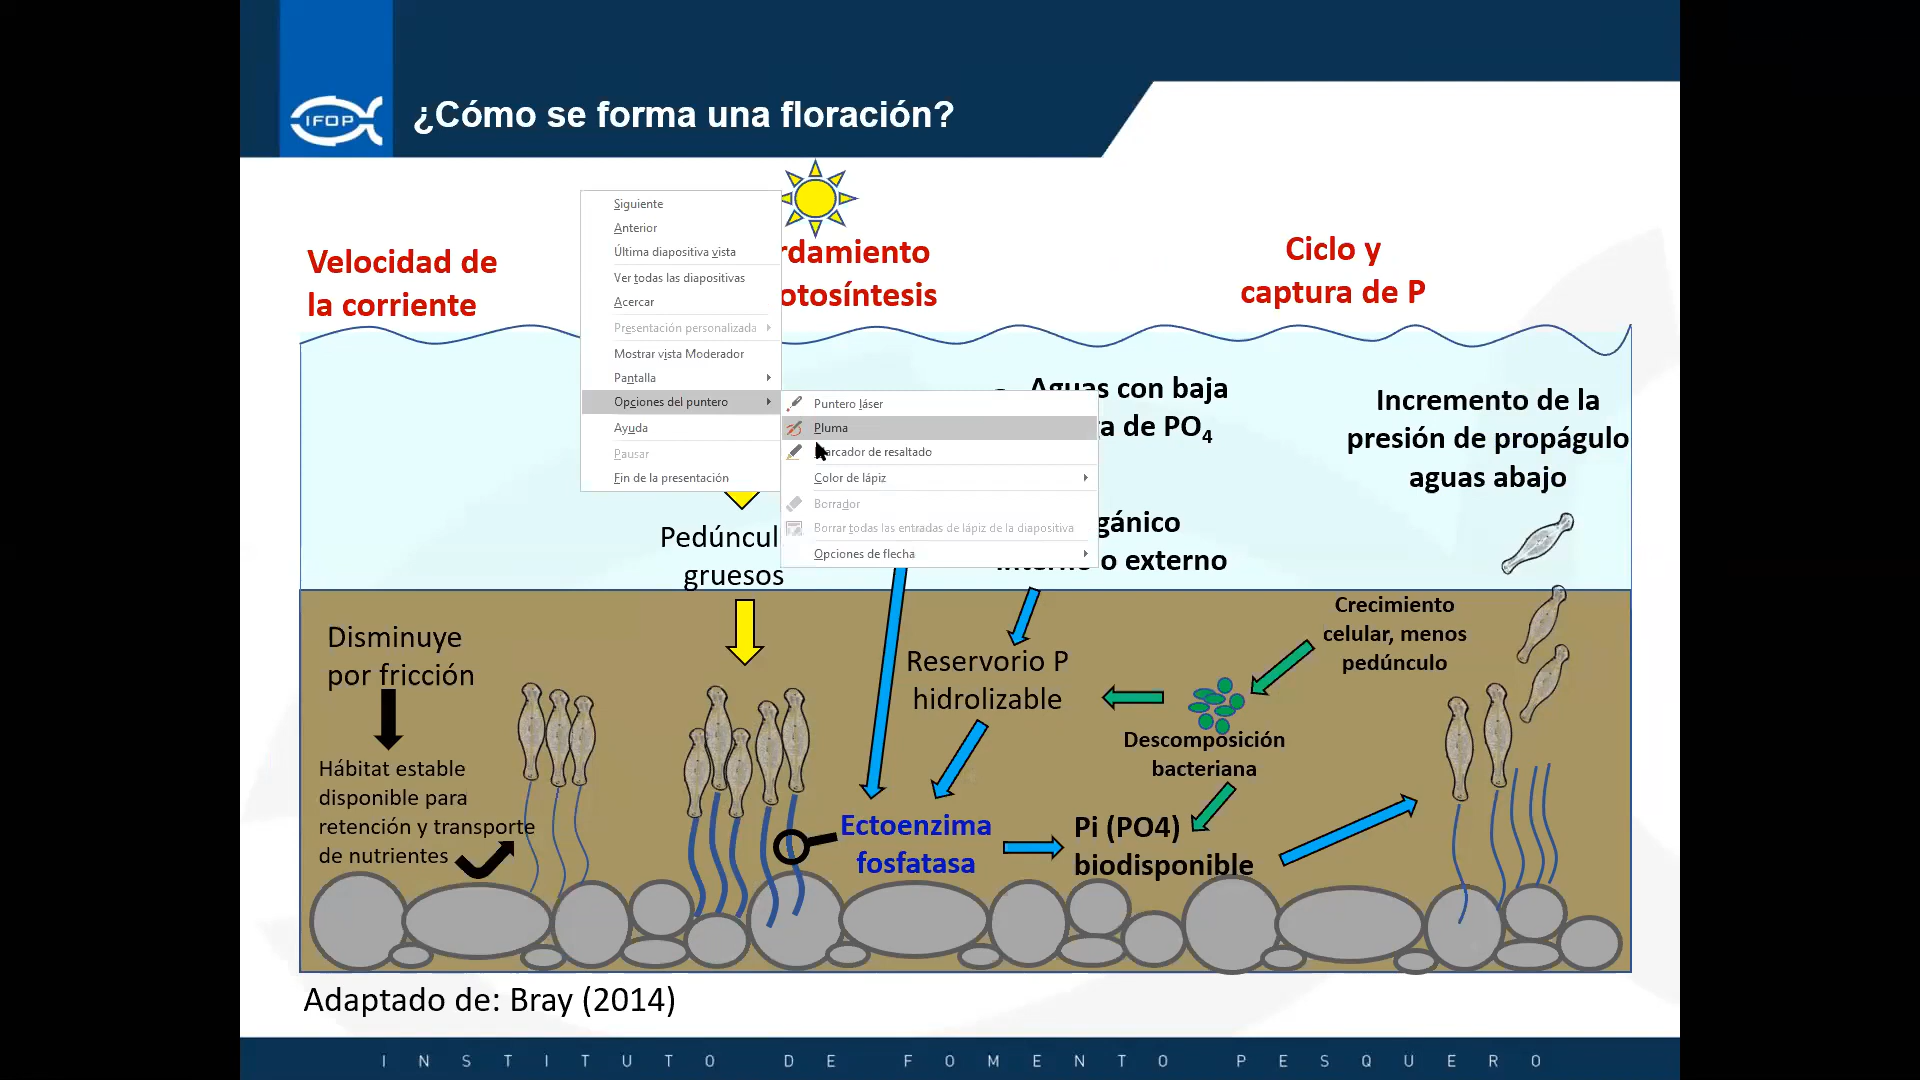 IFOP
¿Cómo se forma una floración?
Velocidad de
la corriente
rdamiento
otosíntesis
Ciclo y
captura de P
Siguiente
Anterior
Última diapositiva vista
Ver todas las diapositivas
Acercar
Presentación personalizada
Mostrar vista Moderador
Pantalla
Opciones del puntero
Ayuda
Pausar
Fin de la presentación
Puntero láser
Pluma
arcador de resaltado
Color de lápiz
Borrador
Borrar todas las entradas de lápiz de la diapositiva
Opciones de flecha
Aguas con baja
a de PO4
gánico
interno o externo
Incremento de la
presión de propágulo
aguas abajo
Pedúncul
gruesos
Disminuye
por fricción
Hábitat estable
disponible para
retención y transporte
de nutrientes
Reservorio P
hidrolizable
Crecimiento
celular, menos
pedúnculo
Descomposición
bacteriana
Ectoenzima
fosfatasa
Pi (PO4)
biodisponible
Adaptado de: Bray (2014)
INSTITUTO DE FOMENTO PESQUERO